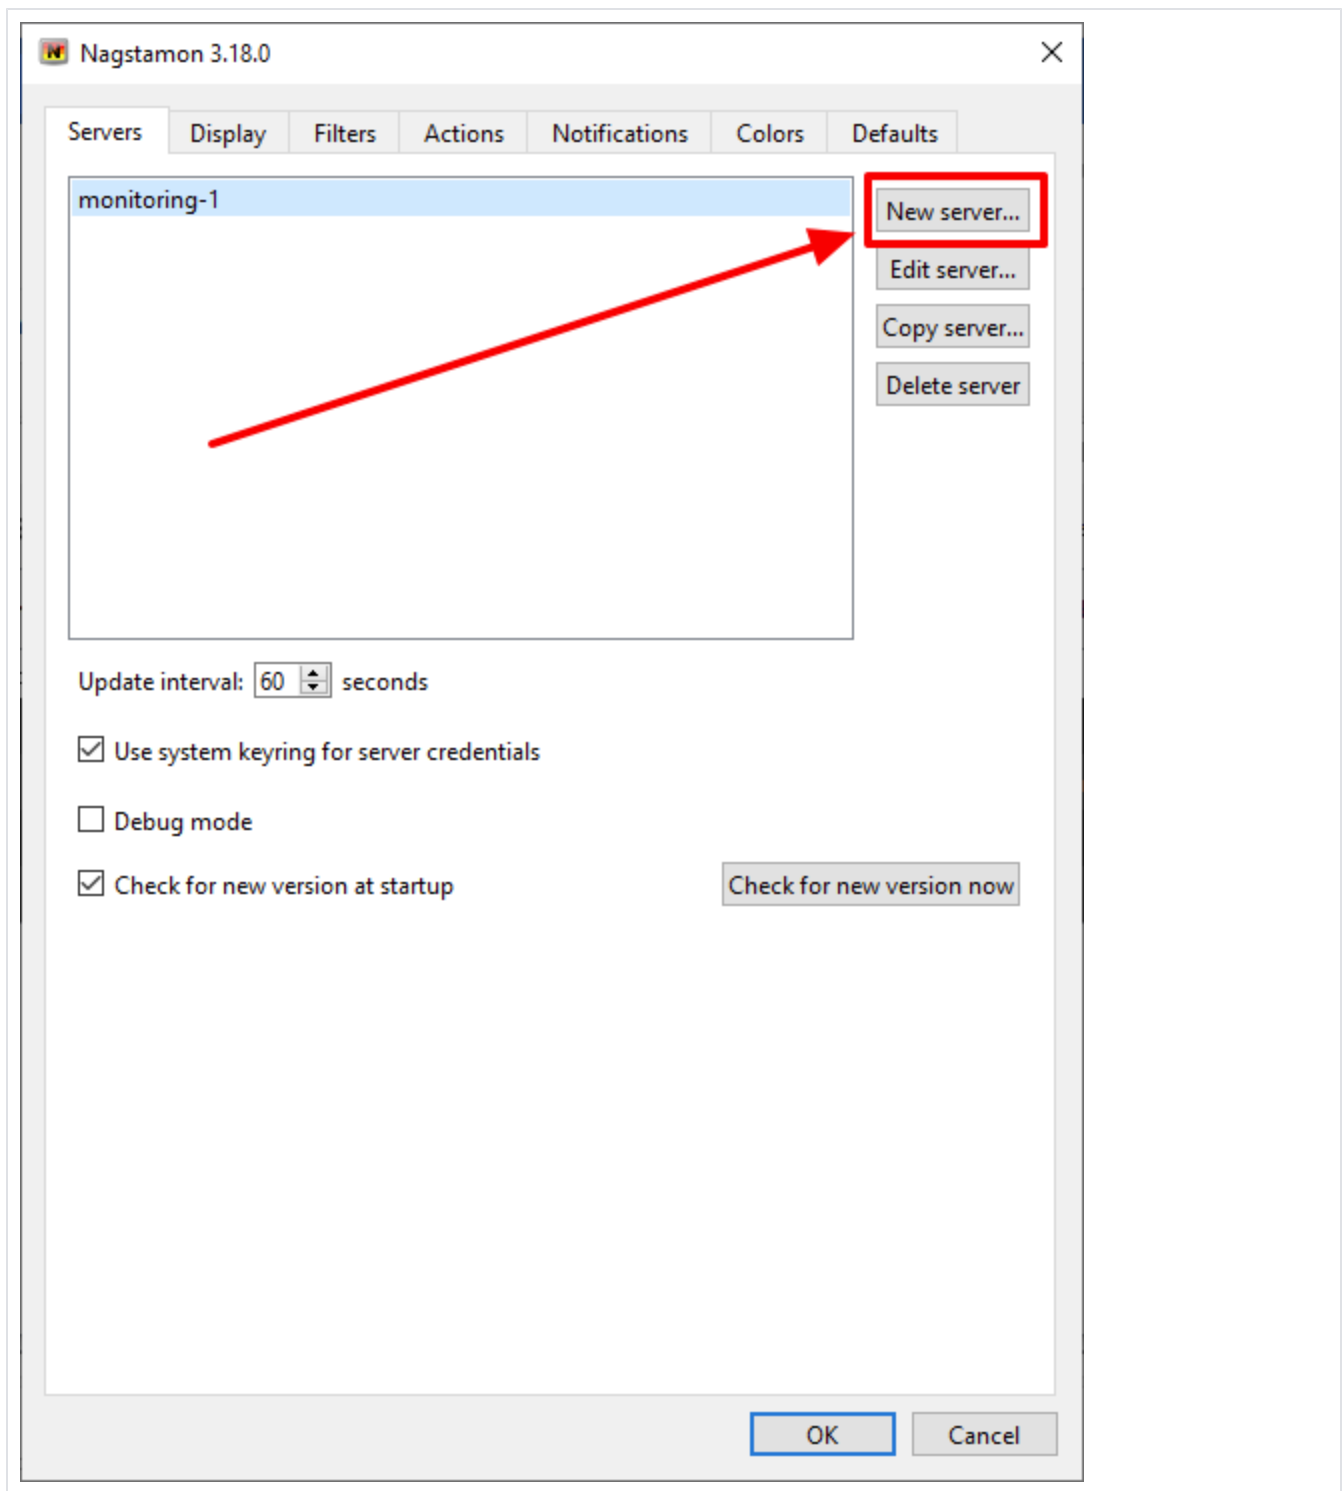 Nagstamon 3.18.0
Servers Display Filters Actions Notifications Colors Defaults
monitoring-1
New server...
Edit server...
Copy server...
Delete server
Update interval: 60 seconds
Use system keyring for server credentials
Debug mode
Check for new version at startup
Check for new version now
OK Cancel